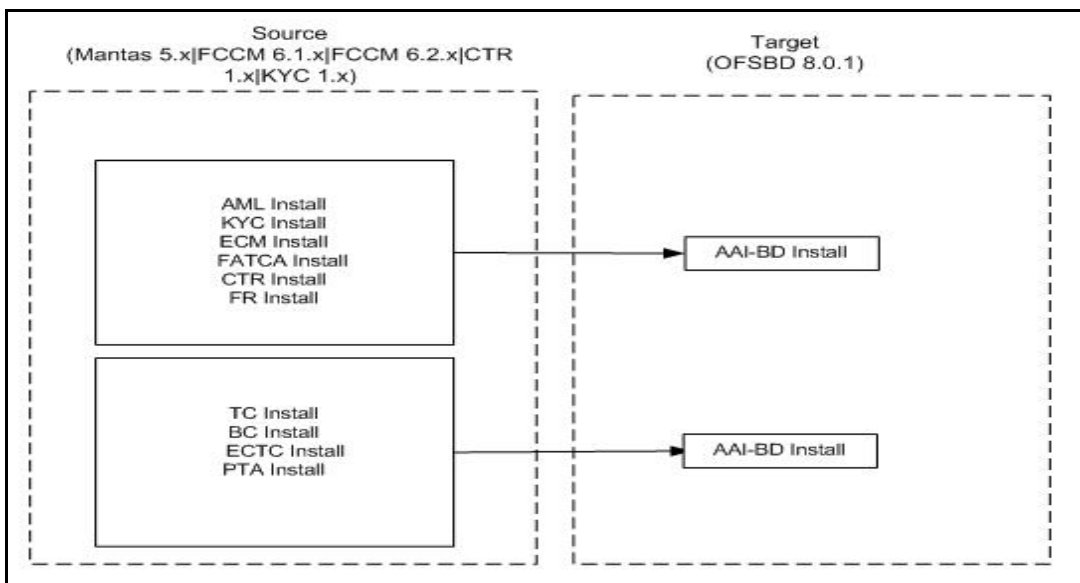 Source
(Mantas 5.x|FCCM 6.1.x|FCCM 6.2.x|CTR
1.x|KYC 1.x)
Target
(OFSBD 8.0.1)
AML Install
KYC Install
ECM Install
FATCA Install
CTR Install
FR Install
AAI-BD Install
TC Install
BC Install
ECTC Install
PTA Install
AAI-BD Install